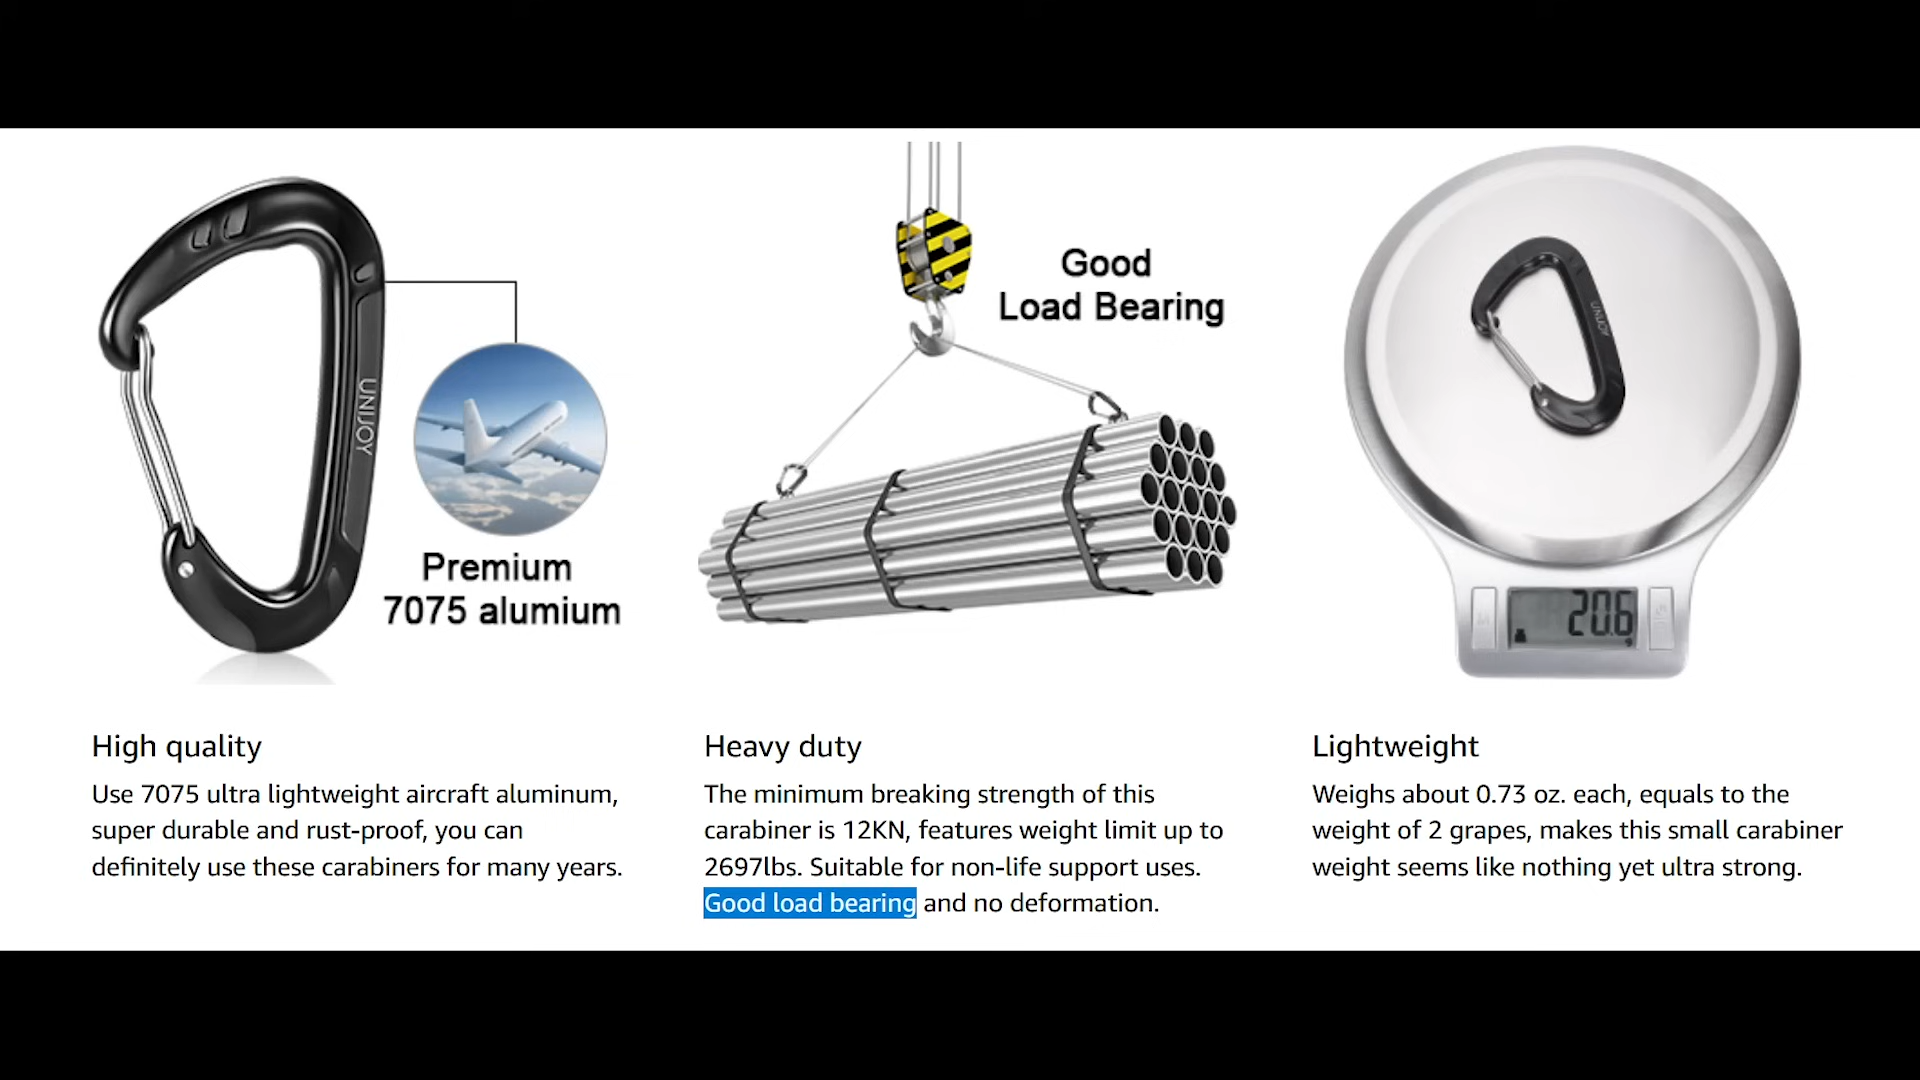 UNIJOY
Premium
7075 alumium
Good
Load Bearing
UNIJOY
20.6
High quality
Use 7075 ultra lightweight aircraft aluminum,
super durable and rust-proof, you can
definitely use these carabiners for many years.
Heavy duty
The minimum breaking strength of this
carabiner is 12KN, features weight limit up to
2697lbs. Suitable for non-life support uses.
Good load bearing and no deformation.
Lightweight
Weighs about 0.73 oz. each, equals to the
weight of 2 grapes, makes this small carabiner
weight seems like nothing yet ultra strong.